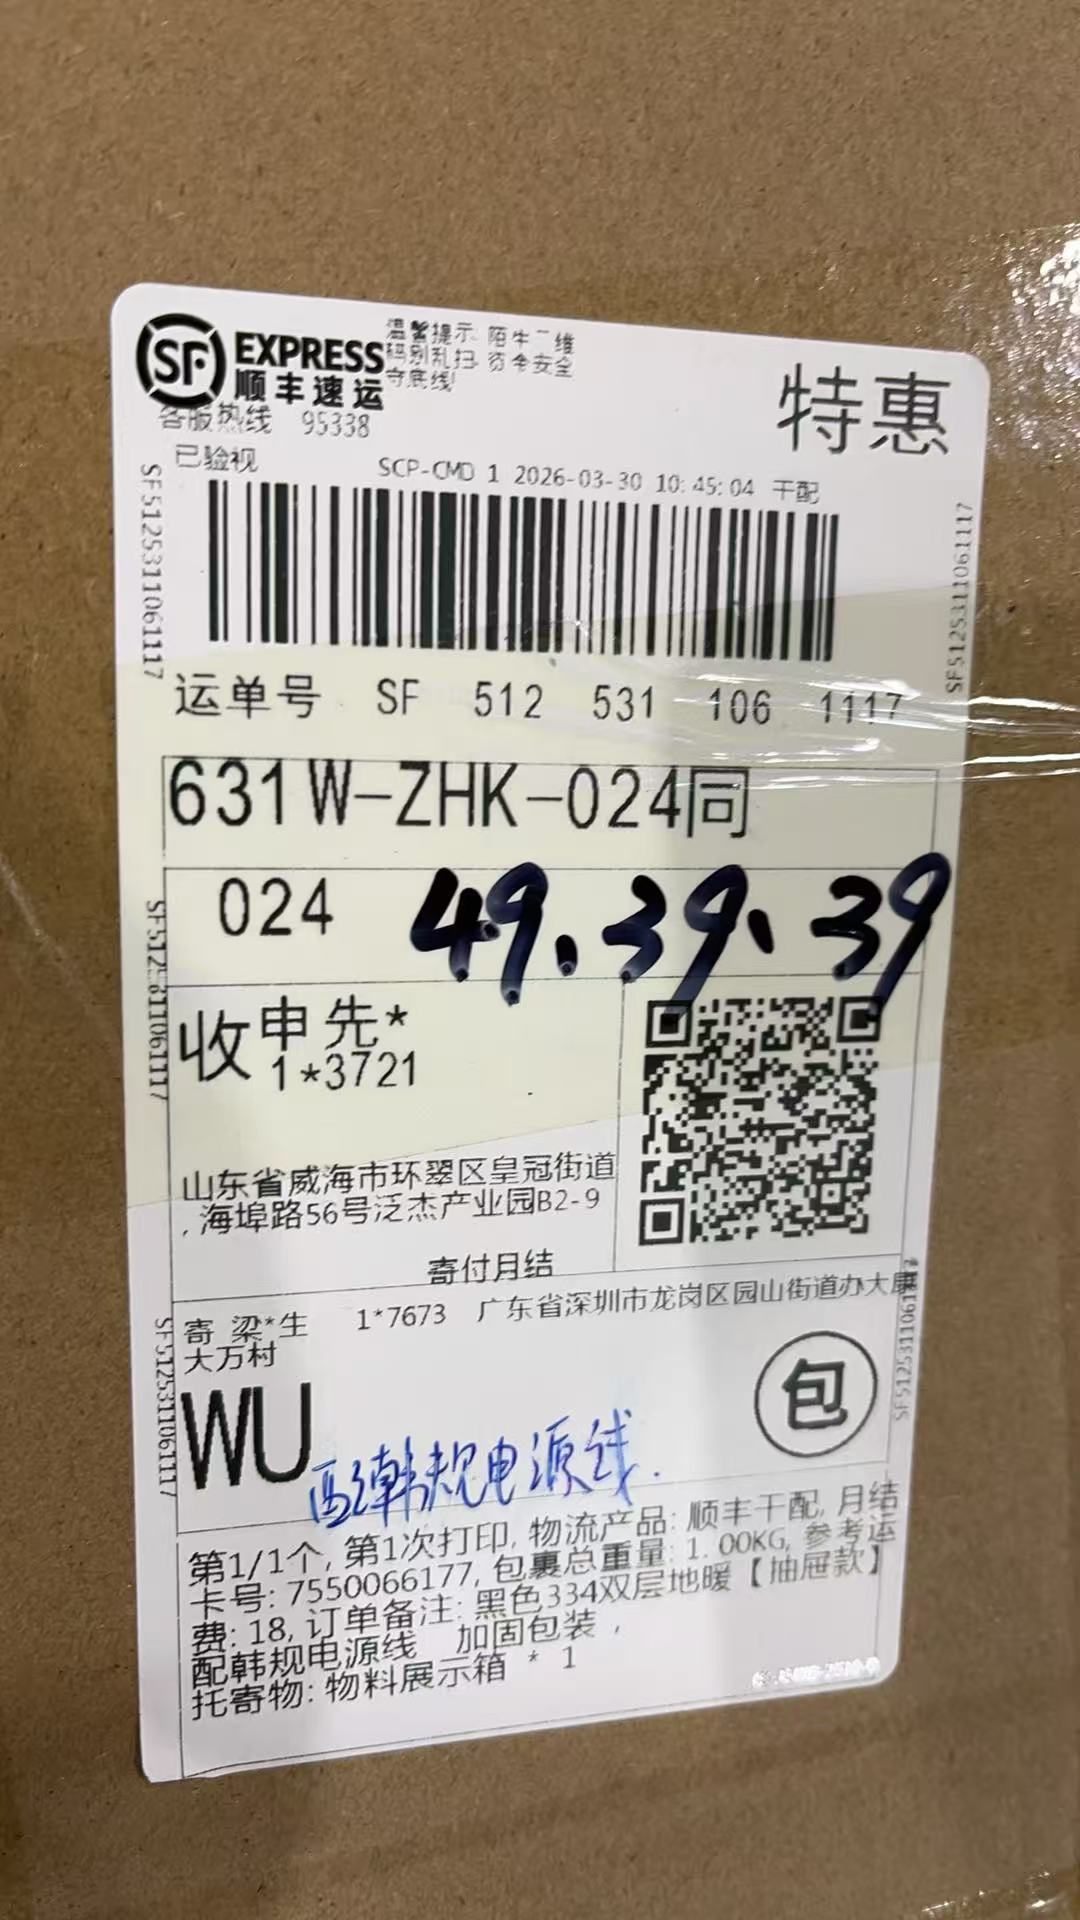 SF EXPRESS
顺丰速运
温馨提示: 陌生二维
码别乱扫, 资金安全
守底线!
特惠
客服热线 95338
已验视
SCP-CMD 1 2026-03-30 10:45:04 干配
SF5125311061117
SF5125311061117
运单号 SF 512 531 106 1117
631W-ZHK-024同
024
49.39.39
SF5125311061117
收 申先*
1*3721
山东省威海市环翠区皇冠街道
,海埠路56号泛杰产业园B2-9
寄付月结
寄 梁*生 1*7673 广东省深圳市龙岗区园山街道办大康
大万村
SF5125311061117
SF5125311061117
WU
包
配韩规电源线.
第1/1个, 第1次打印, 物流产品: 顺丰干配, 月结
卡号: 7550066177, 包裹总重量: 1.00KG, 参考运
费: 18, 订单备注: 黑色334双层地暖【抽屉款】
配韩规电源线 加固包装,
托寄物: 物料展示箱 * 1